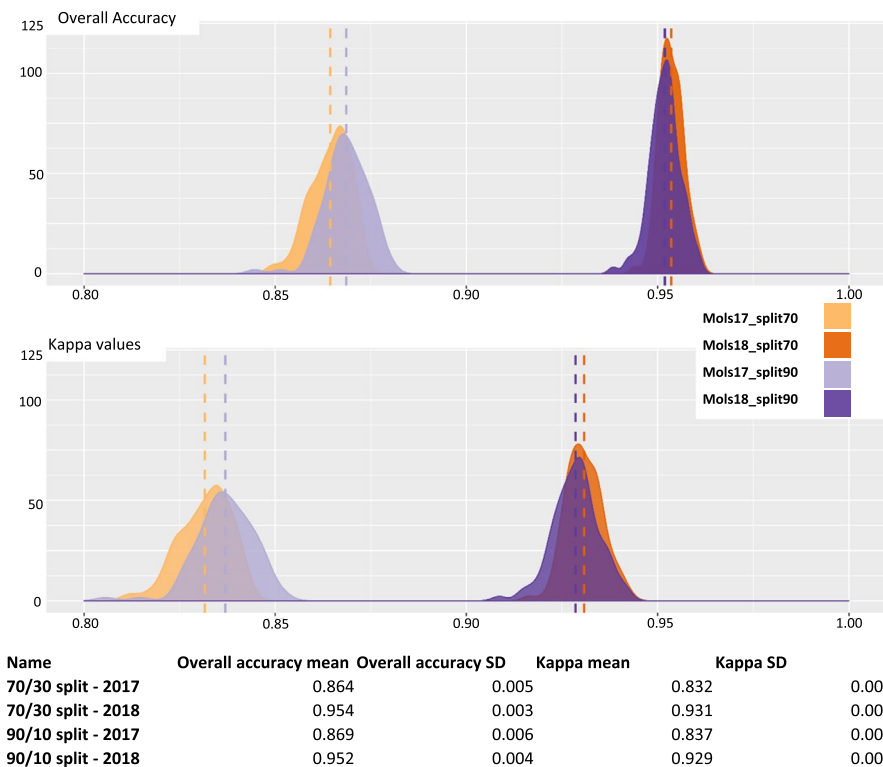 Overall Accuracy
125
100
50
0
0.80 0.85 0.90 0.95 1.00
Mols17_split70
Mols18_split70
Mols17_split90
Mols18_split90
Kappa values
125
100
50
0
0.80 0.85 0.90 0.95 1.00
Name Overall accuracy mean Overall accuracy SD Kappa mean Kappa SD
70/30 split - 2017 0.864 0.005 0.832 0.00
70/30 split - 2018 0.954 0.003 0.931 0.00
90/10 split - 2017 0.869 0.006 0.837 0.00
90/10 split - 2018 0.952 0.004 0.929 0.00